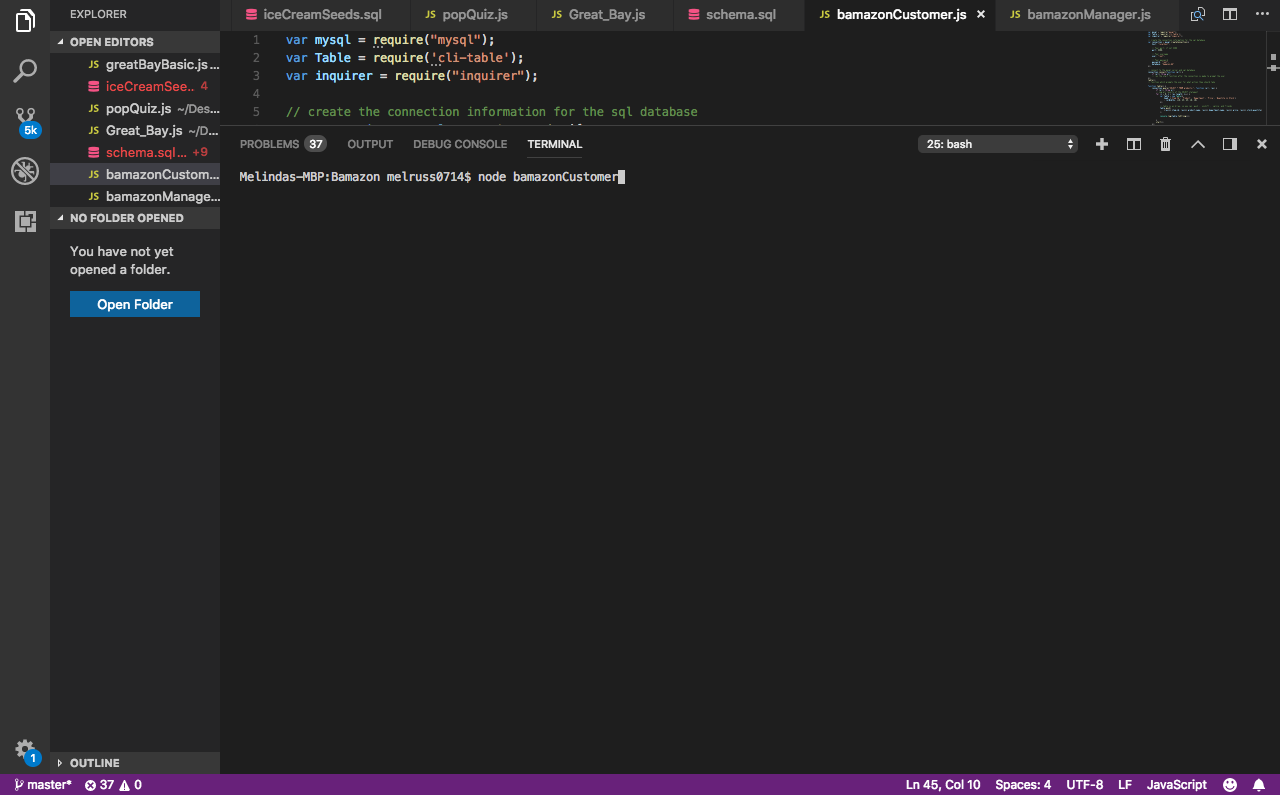 EXPLORER
OPEN EDITORS
JS greatBayBasic.js ...
iceCreamSee... 4
JS popQuiz.js ~/Des...
JS Great_Bay.js ~/D...
schema.sql... +9
JS bamazonCustom...
JS bamazonManage...
NO FOLDER OPENED
You have not yet
opened a folder.
Open Folder
OUTLINE
5k
1
iceCreamSeeds.sql JS popQuiz.js JS Great_Bay.js schema.sql JS bamazonCustomer.js × JS bamazonManager.js
1 var mysql = require("mysql");
2 var Table = require('cli-table');
3 var inquirer = require("inquirer");
4
5 // create the connection information for the sql database
PROBLEMS 37 OUTPUT DEBUG CONSOLE TERMINAL 25: bash
Melindas-MBP:Bamazon melruss0714$ node bamazonCustomer
master* 37 0 Ln 45, Col 10 Spaces: 4 UTF-8 LF JavaScript